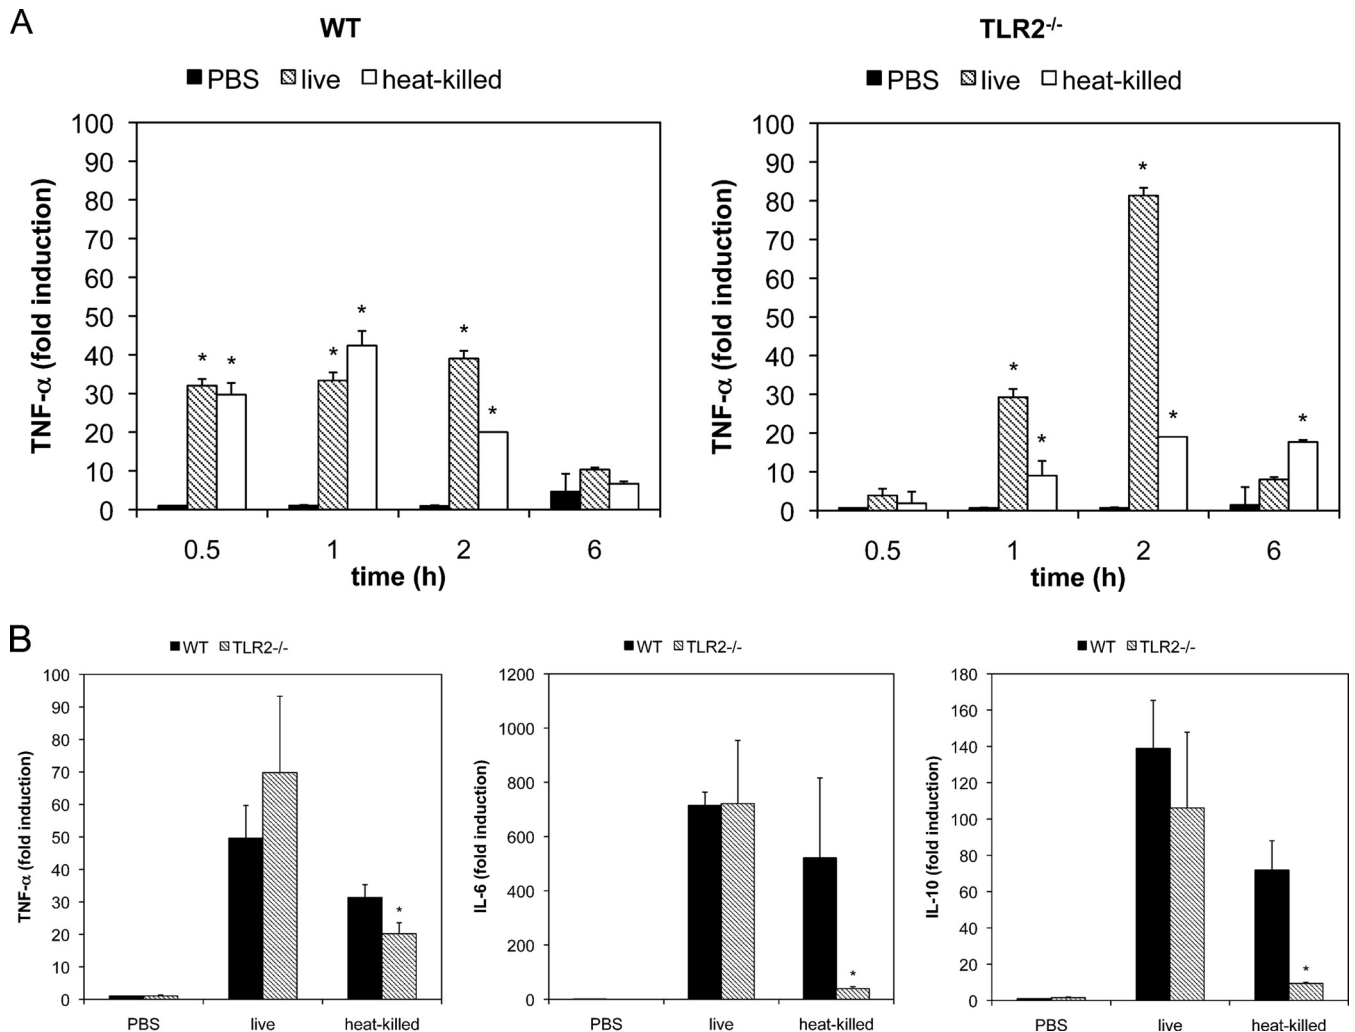 A
WT
TLR2-/-
PBS live heat-killed
PBS live heat-killed
TNF-α (fold induction)
100
90
80
70
60
50
40
30
20
10
0
* * * * * *
0.5 1 2 6
time (h)
TNF-α (fold induction)
100
90
80
70
60
50
40
30
20
10
0
* * * * *
0.5 1 2 6
time (h)
B
WT TLR2-/-
TNF-α (fold induction)
100
90
80
70
60
50
40
30
20
10
0
*
PBS live heat-killed
WT TLR2-/-
IL-6 (fold induction)
1200
1000
800
600
400
200
0
*
PBS live heat-killed
WT TLR2-/-
IL-10 (fold induction)
180
160
140
120
100
80
60
40
20
0
*
PBS live heat-killed